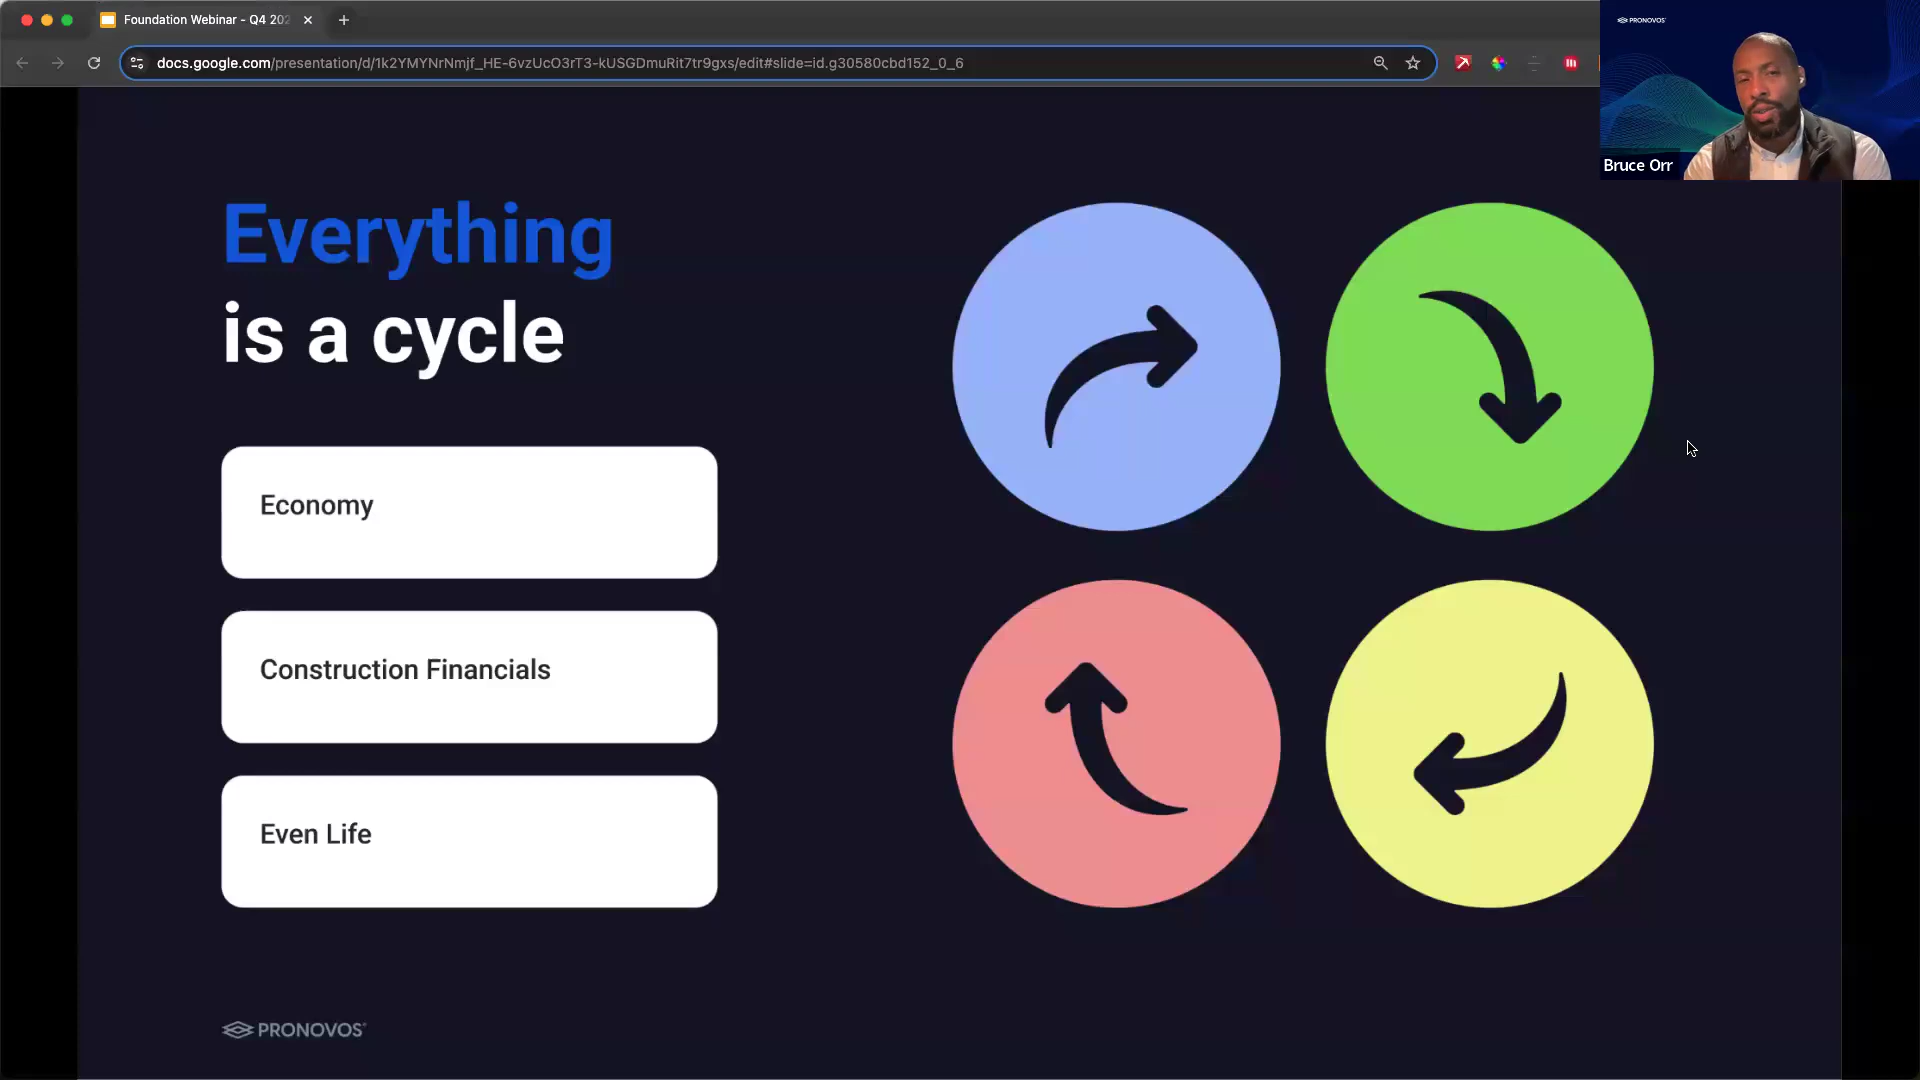 Foundation Webinar - Q4 202
docs.google.com/presentation/d/1k2YMYNrNmjf_HE-6vzUcO3rT3-kUSGDmuRit7tr9gxs/edit#slide=id.g30580cbd152_0_6
PRONOVOS
Bruce Orr
Everything
is a cycle
Economy
Construction Financials
Even Life
PRONOVOS